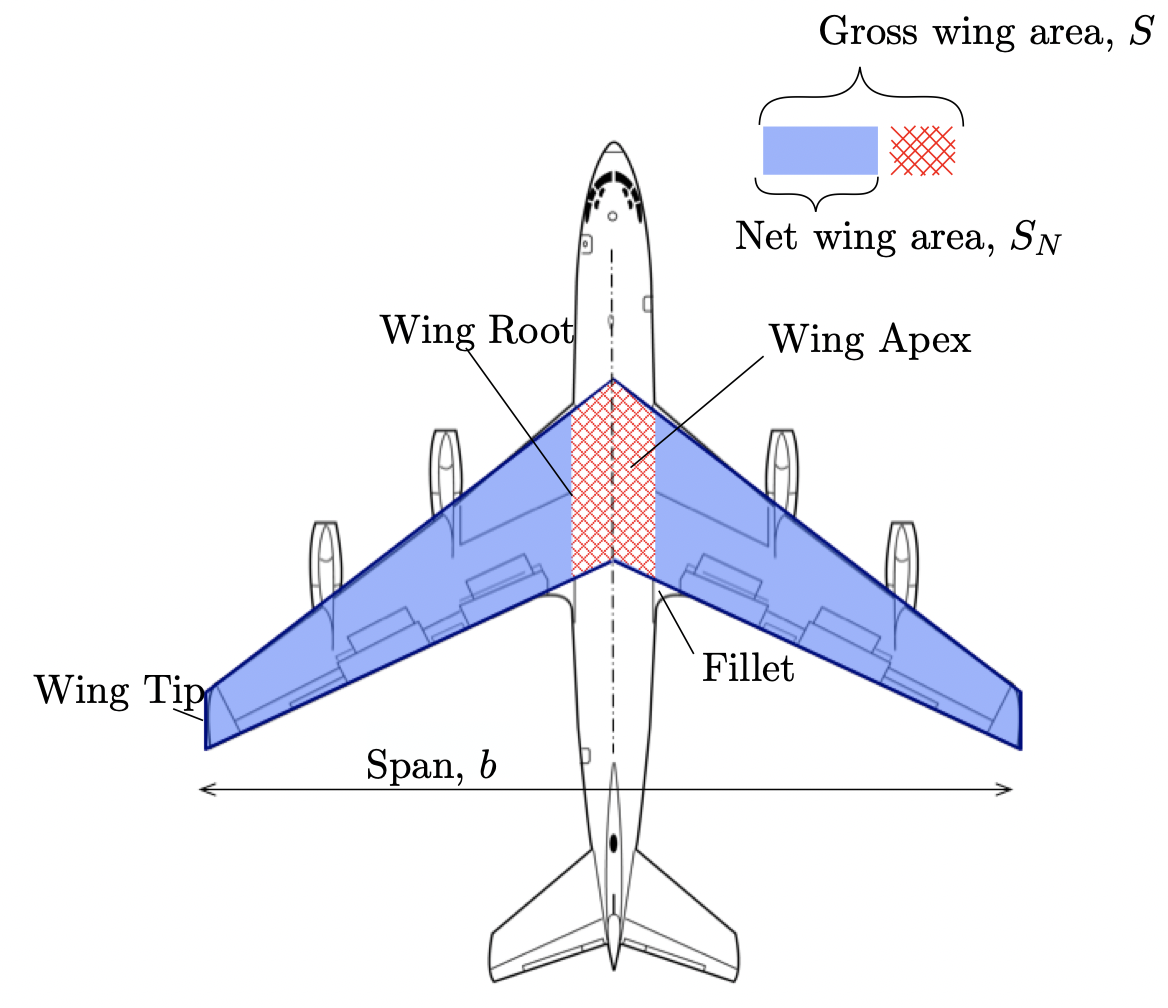 Gross wing area, S
Net wing area, S_N
Wing Root
Wing Apex
Fillet
Wing Tip
Span, b